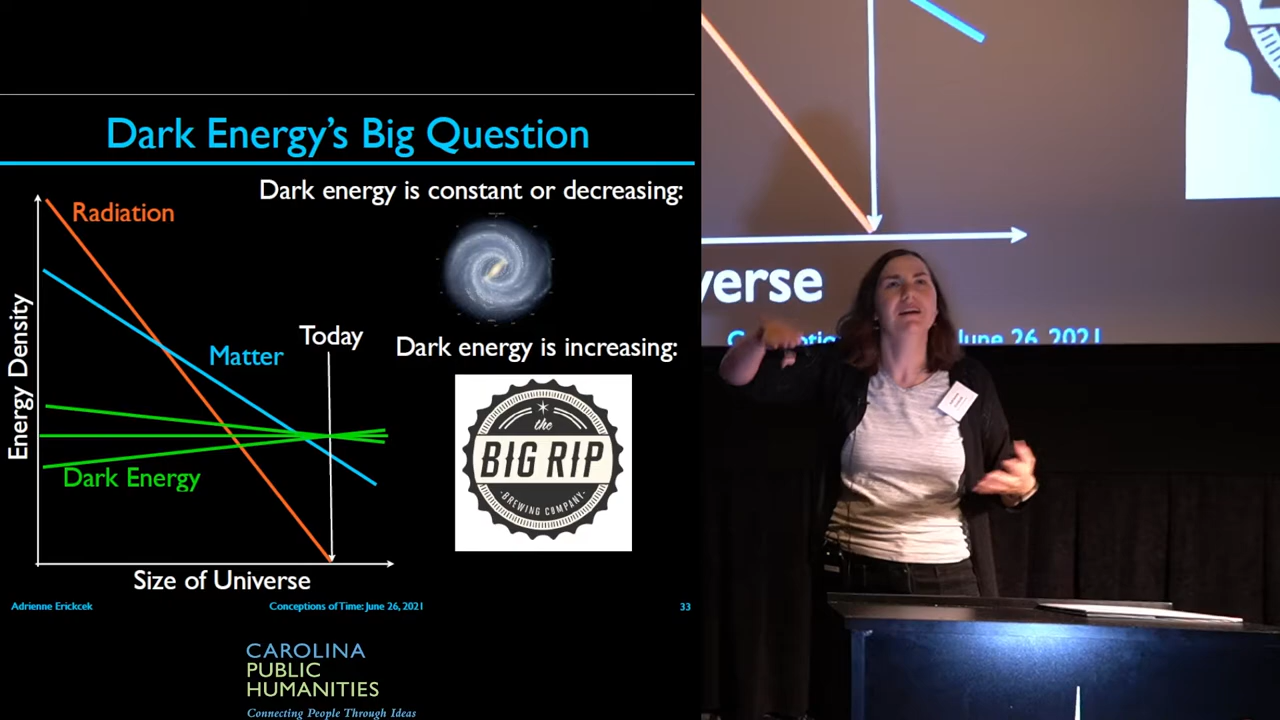 Dark Energy's Big Question
Dark energy is constant or decreasing:
Radiation
Today
Matter
Dark energy is increasing:
the
BIG RIP
BREWING COMPANY
Energy Density
Dark Energy
Size of Universe
Adrienne Erickcek
Conceptions of Time: June 26, 2021
33
CAROLINA
PUBLIC
HUMANITIES
Connecting People Through Ideas
verse
Conceptio
June 26, 2021